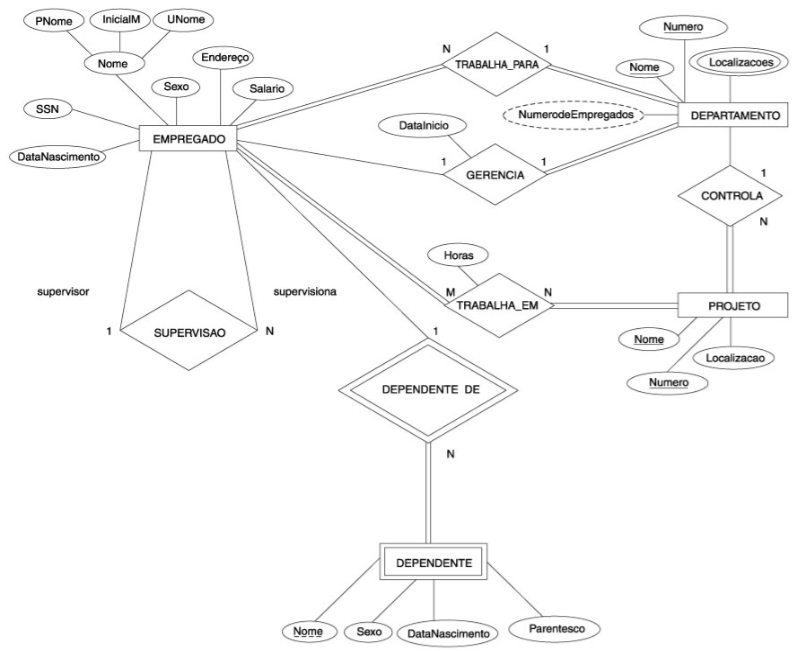 PNome
InicialM
UNome
Nome
Sexo
Endereço
Salario
SSN
DataNascimento
EMPREGADO
N
TRABALHA_PARA
1
Numero
Nome
Localizacoes
NumerodeEmpregados
DEPARTAMENTO
DataInicio
1
GERENCIA
1
1
CONTROLA
N
supervisor
supervisiona
1
SUPERVISAO
N
Horas
M
TRABALHA_EM
N
PROJETO
Nome
Numero
Localizacao
1
DEPENDENTE DE
N
DEPENDENTE
Nome
Sexo
DataNascimento
Parentesco